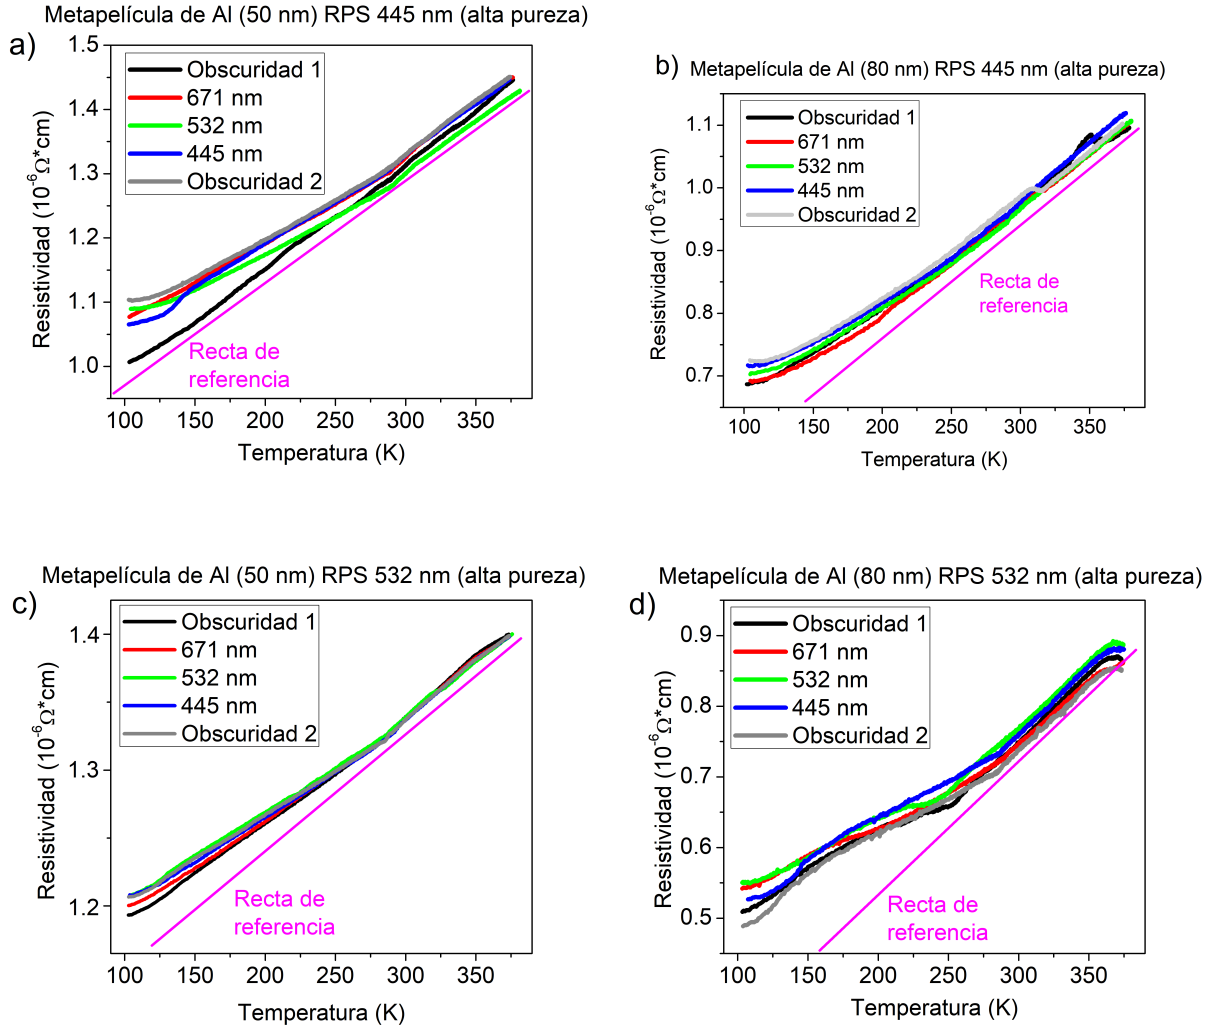 Metapelícula de Al (50 nm) RPS 445 nm (alta pureza)
a)
Obscuridad 1
671 nm
532 nm
445 nm
Obscuridad 2
1.5
1.4
1.3
1.2
1.1
1.0
Resistividad (10⁻⁶Ω*cm)
Recta de
referencia
100 150 200 250 300 350
Temperatura (K)
b)
Metapelícula de Al (80 nm) RPS 445 nm (alta pureza)
Obscuridad 1
671 nm
532 nm
445 nm
Obscuridad 2
1.1
1.0
0.9
0.8
0.7
Resistividad (10⁻⁶Ω*cm)
Recta de
referencia
100 150 200 250 300 350
Temperatura (K)
Metapelícula de Al (50 nm) RPS 532 nm (alta pureza)
c)
Obscuridad 1
671 nm
532 nm
445 nm
Obscuridad 2
1.4
1.3
1.2
Resistividad (10⁻⁶Ω*cm)
Recta de
referencia
100 150 200 250 300 350
Temperatura (K)
Metapelícula de Al (80 nm) RPS 532 nm (alta pureza)
d)
Obscuridad 1
671 nm
532 nm
445 nm
Obscuridad 2
0.9
0.8
0.7
0.6
0.5
Resistividad (10⁻⁶Ω*cm)
Recta de
referencia
100 150 200 250 300 350
Temperatura (K)